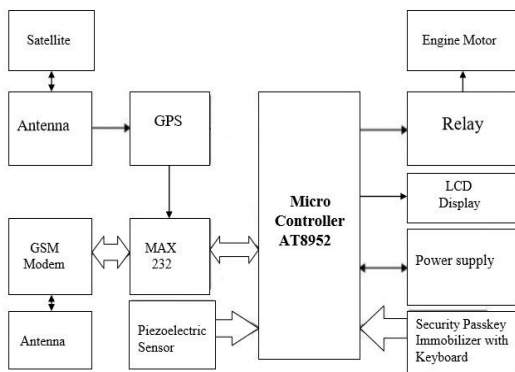 Satellite
Engine Motor
Antenna
GPS
Relay
Micro
Controller
AT8952
LCD
Display
GSM
Modem
MAX
232
Power supply
Antenna
Piezoelectric
Sensor
Security Passkey
Immobilizer with
Keyboard